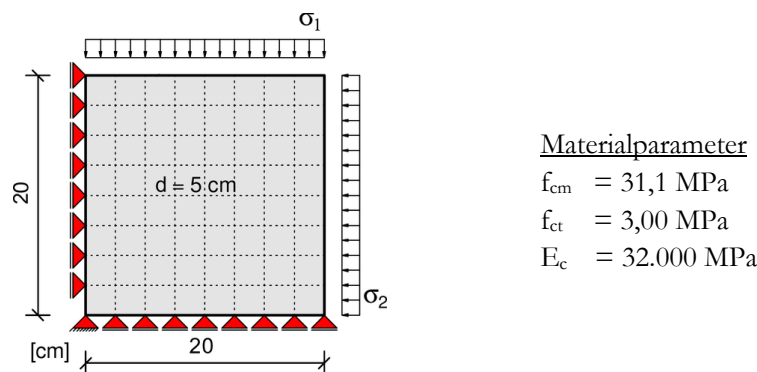 σ1
20
d = 5 cm
σ2
[cm]
20
Materialparameter
fcm = 31,1 MPa
fct = 3,00 MPa
Ec = 32.000 MPa